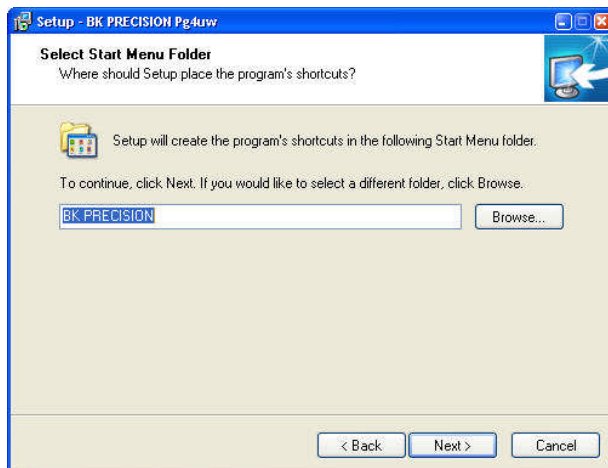 Setup - BK PRECISION Pg4uw
Select Start Menu Folder
Where should Setup place the program's shortcuts?
Setup will create the program's shortcuts in the following Start Menu folder.
To continue, click Next. If you would like to select a different folder, click Browse.
BK PRECISION
Browse...
< Back
Next >
Cancel